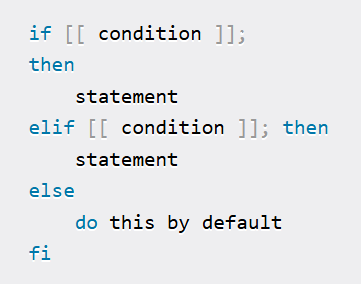 if [[ condition ]];
then
    statement
elif [[ condition ]]; then
    statement
else
    do this by default
fi